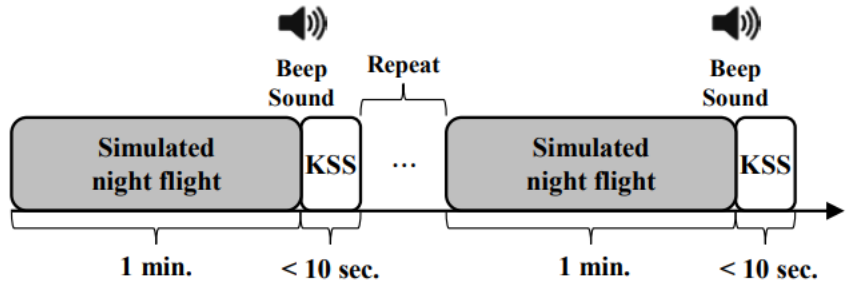 Beep
Sound
Repeat
Beep
Sound
Simulated
night flight
KSS
...
Simulated
night flight
KSS
1 min.
< 10 sec.
1 min.
< 10 sec.